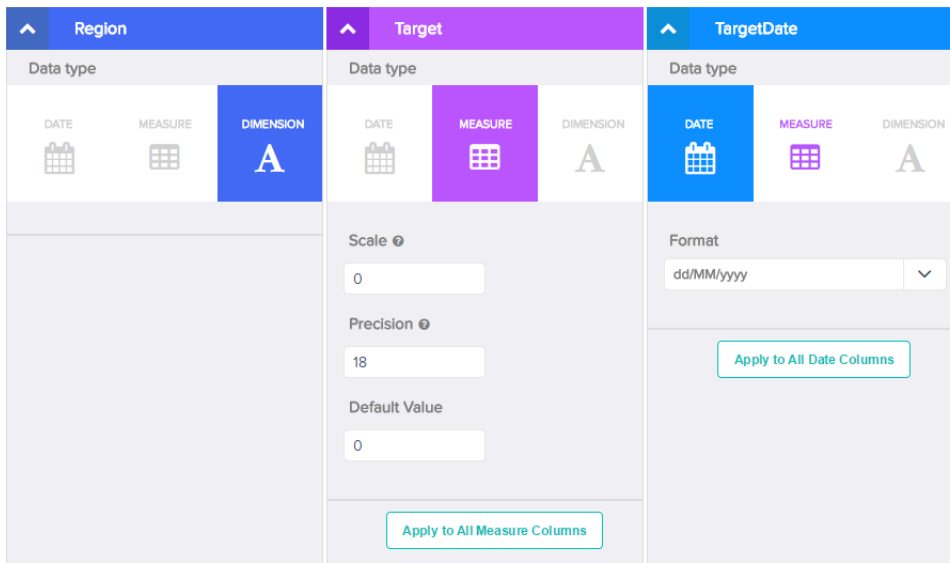 Region
Data type
DATE MEASURE DIMENSION
A
Target
Data type
DATE MEASURE DIMENSION
A
Scale ?
0
Precision ?
18
Default Value
0
Apply to All Measure Columns
TargetDate
Data type
DATE MEASURE DIMENSION
A
Format
dd/MM/yyyy
Apply to All Date Columns